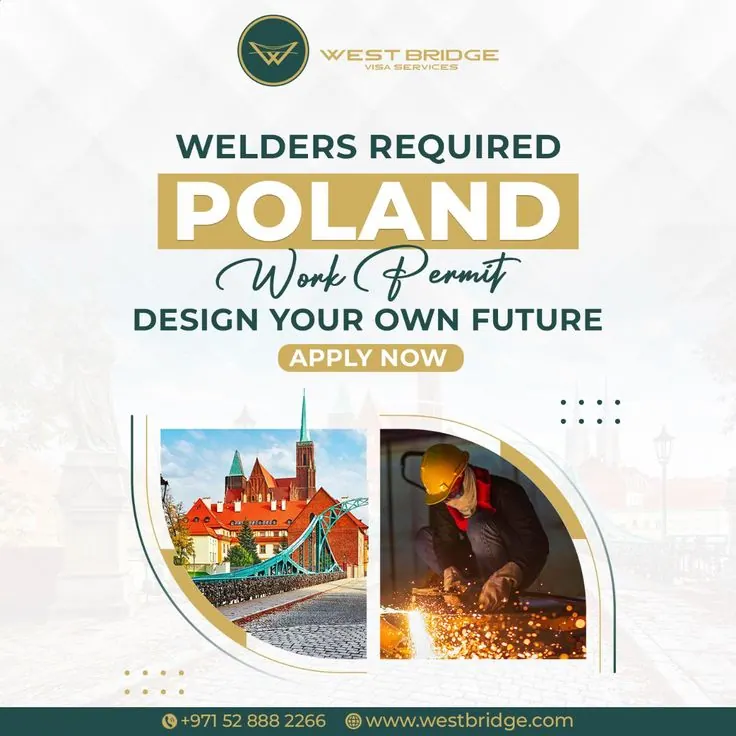 WEST BRIDGE
VISA SERVICES
WELDERS REQUIRED
POLAND
Work Permit
DESIGN YOUR OWN FUTURE
APPLY NOW
+971 52 888 2266 www.westbridge.com